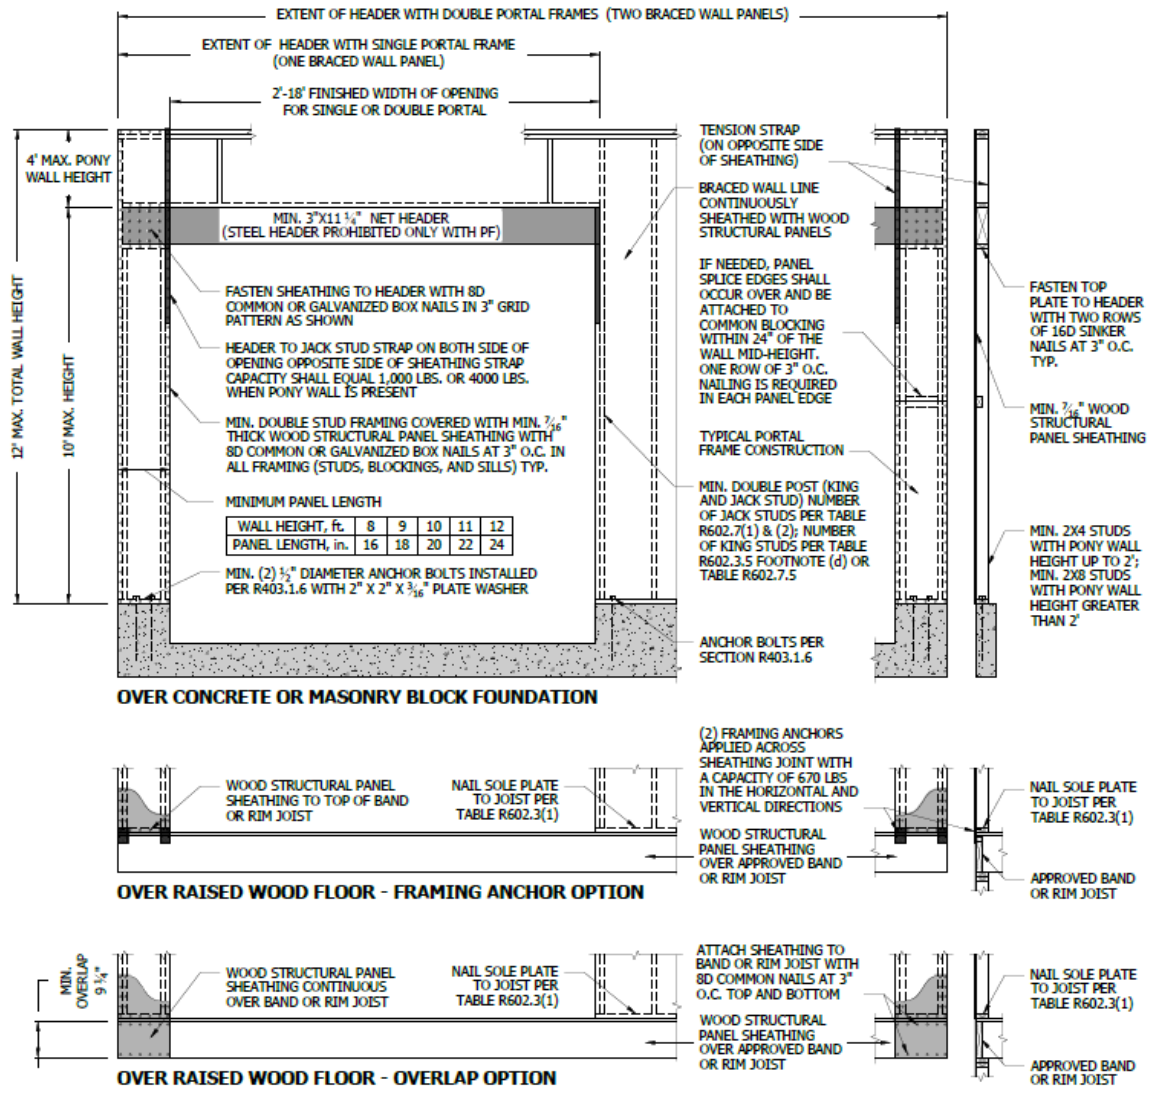 EXTENT OF HEADER WITH DOUBLE PORTAL FRAMES (TWO BRACED WALL PANELS)
EXTENT OF HEADER WITH SINGLE PORTAL FRAME
(ONE BRACED WALL PANEL)
2'-18' FINISHED WIDTH OF OPENING
FOR SINGLE OR DOUBLE PORTAL
4' MAX. PONY
WALL HEIGHT
12' MAX. TOTAL WALL HEIGHT
10' MAX. HEIGHT
MIN. 3"X11 1/4" NET HEADER
(STEEL HEADER PROHIBITED ONLY WITH PF)
FASTEN SHEATHING TO HEADER WITH 8D
COMMON OR GALVANIZED BOX NAILS IN 3" GRID
PATTERN AS SHOWN
HEADER TO JACK STUD STRAP ON BOTH SIDE OF
OPENING OPPOSITE SIDE OF SHEATHING STRAP
CAPACITY SHALL EQUAL 1,000 LBS. OR 4000 LBS.
WHEN PONY WALL IS PRESENT
MIN. DOUBLE STUD FRAMING COVERED WITH MIN. 7/16"
THICK WOOD STRUCTURAL PANEL SHEATHING WITH
8D COMMON OR GALVANIZED BOX NAILS AT 3" O.C. IN
ALL FRAMING (STUDS, BLOCKINGS, AND SILLS) TYP.
MINIMUM PANEL LENGTH
WALL HEIGHT, ft. 8 9 10 11 12
PANEL LENGTH, in. 16 18 20 22 24
MIN. (2) 1/2" DIAMETER ANCHOR BOLTS INSTALLED
PER R403.1.6 WITH 2" X 2" X 3/16" PLATE WASHER
TENSION STRAP
(ON OPPOSITE SIDE
OF SHEATHING)
BRACED WALL LINE
CONTINUOUSLY
SHEATHED WITH WOOD
STRUCTURAL PANELS
IF NEEDED, PANEL
SPLICE EDGES SHALL
OCCUR OVER AND BE
ATTACHED TO
COMMON BLOCKING
WITHIN 24" OF THE
WALL MID-HEIGHT.
ONE ROW OF 3" O.C.
NAILING IS REQUIRED
IN EACH PANEL EDGE
TYPICAL PORTAL
FRAME CONSTRUCTION
MIN. DOUBLE POST (KING
AND JACK STUD) NUMBER
OF JACK STUDS PER TABLE
R602.7(1) & (2); NUMBER
OF KING STUDS PER TABLE
R602.3.5 FOOTNOTE (d) OR
TABLE R602.7.5
ANCHOR BOLTS PER
SECTION R403.1.6
FASTEN TOP
PLATE TO HEADER
WITH TWO ROWS
OF 16D SINKER
NAILS AT 3" O.C.
TYP.
MIN. 7/16" WOOD
STRUCTURAL
PANEL SHEATHING
MIN. 2X4 STUDS
WITH PONY WALL
HEIGHT UP TO 2';
MIN. 2X8 STUDS
WITH PONY WALL
HEIGHT GREATER
THAN 2'
OVER CONCRETE OR MASONRY BLOCK FOUNDATION
WOOD STRUCTURAL PANEL
SHEATHING TO TOP OF BAND
OR RIM JOIST
NAIL SOLE PLATE
TO JOIST PER
TABLE R602.3(1)
(2) FRAMING ANCHORS
APPLIED ACROSS
SHEATHING JOINT WITH
A CAPACITY OF 670 LBS
IN THE HORIZONTAL AND
VERTICAL DIRECTIONS
WOOD STRUCTURAL
PANEL SHEATHING
OVER APPROVED BAND
OR RIM JOIST
NAIL SOLE PLATE
TO JOIST PER
TABLE R602.3(1)
APPROVED BAND
OR RIM JOIST
OVER RAISED WOOD FLOOR - FRAMING ANCHOR OPTION
MIN.
OVERLAP
9 1/4"
WOOD STRUCTURAL PANEL
SHEATHING CONTINUOUS
OVER BAND OR RIM JOIST
NAIL SOLE PLATE
TO JOIST PER
TABLE R602.3(1)
ATTACH SHEATHING TO
BAND OR RIM JOIST WITH
8D COMMON NAILS AT 3"
O.C. TOP AND BOTTOM
WOOD STRUCTURAL
PANEL SHEATHING
OVER APPROVED BAND
OR RIM JOIST
NAIL SOLE PLATE
TO JOIST PER
TABLE R602.3(1)
APPROVED BAND
OR RIM JOIST
OVER RAISED WOOD FLOOR - OVERLAP OPTION